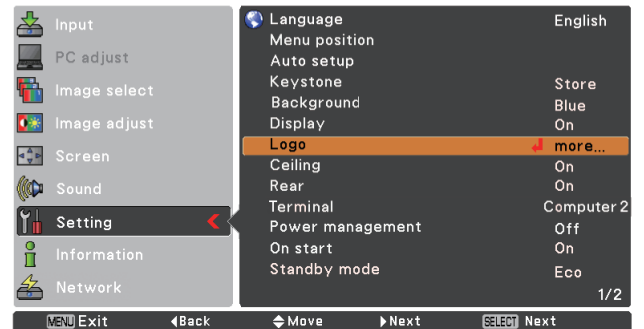 Input
PC adjust
Image select
Image adjust
Screen
Sound
Setting
Information
Network
Language English
Menu position
Auto setup
Keystone Store
Background Blue
Display On
Logo more...
Ceiling On
Rear On
Terminal Computer 2
Power management Off
On start On
Standby mode Eco
1/2
MENU Exit Back Move Next SELECT Next